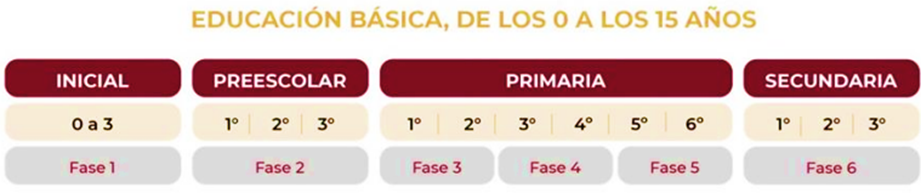 EDUCACIÓN BÁSICA, DE LOS 0 A LOS 15 AÑOS
INICIAL PREESCOLAR PRIMARIA SECUNDARIA
0 a 3 1° 2° 3° 1° 2° 3° 4° 5° 6° 1° 2° 3°
Fase 1 Fase 2 Fase 3 Fase 4 Fase 5 Fase 6